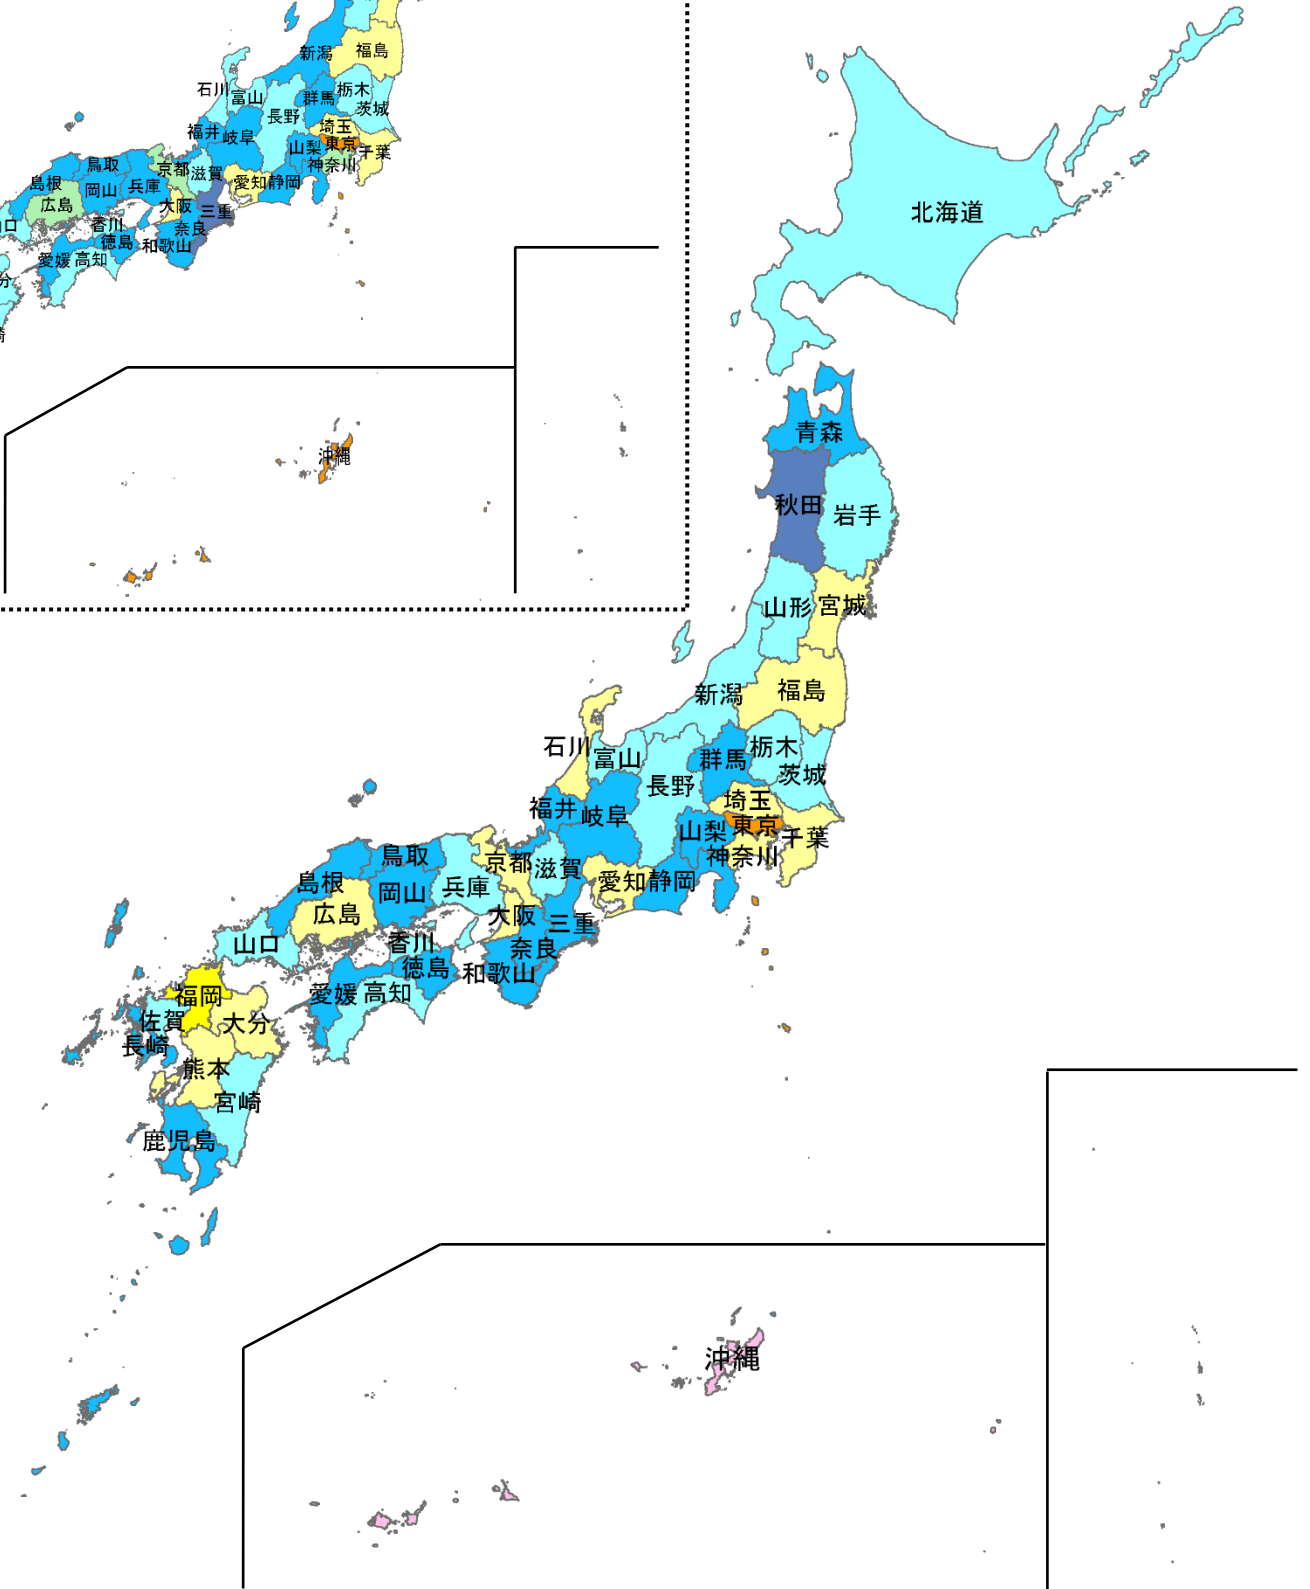 新潟
福島
石川
富山
群馬
栃木
茨城
長野
福井
岐阜
埼玉
東京
山梨
千葉
神奈川
鳥取
京都
滋賀
島根
岡山
兵庫
愛知
静岡
広島
大阪
三重
口
香川
奈良
徳島
和歌山
愛媛
高知
分
沖縄
北海道
青森
秋田
岩手
山形
宮城
新潟
福島
石川
富山
群馬
栃木
茨城
長野
福井
岐阜
埼玉
山梨
東京
千葉
神奈川
鳥取
京都
滋賀
島根
岡山
兵庫
愛知
静岡
広島
大阪
三重
山口
香川
奈良
徳島
和歌山
福岡
愛媛
高知
佐賀
大分
長崎
熊本
宮崎
鹿児島
沖縄